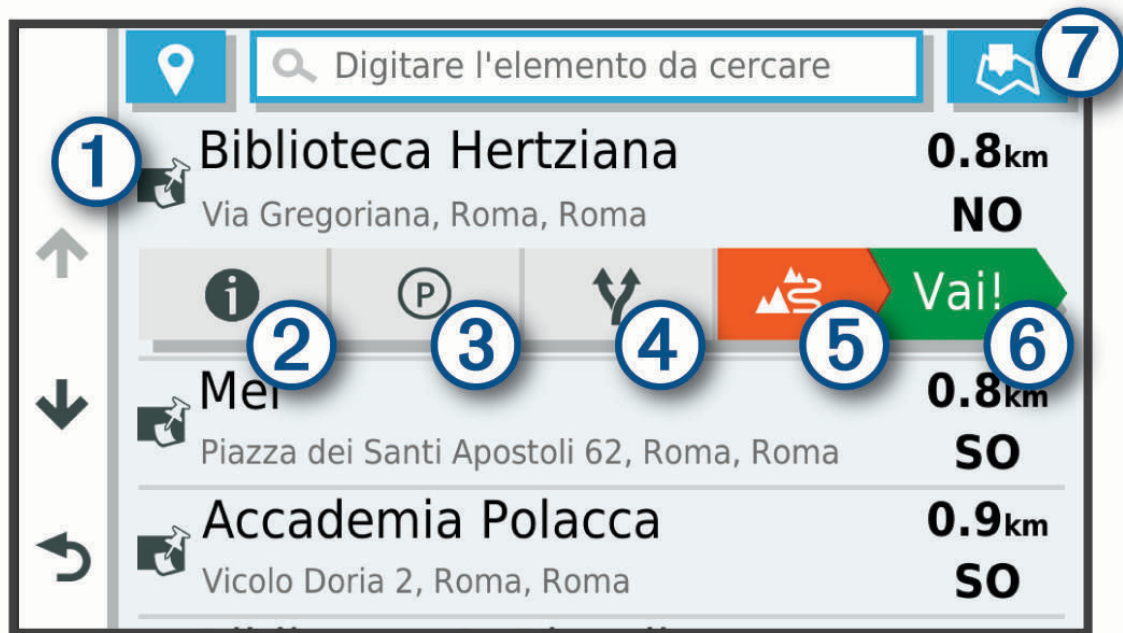 Digitare l'elemento da cercare
7
1
Biblioteca Hertziana 0.8km
Via Gregoriana, Roma, Roma NO
i P Vai!
2 3 4 5 6
Mei 0.8km
Piazza dei Santi Apostoli 62, Roma, Roma SO
Accademia Polacca 0.9km
Vicolo Doria 2, Roma, Roma SO